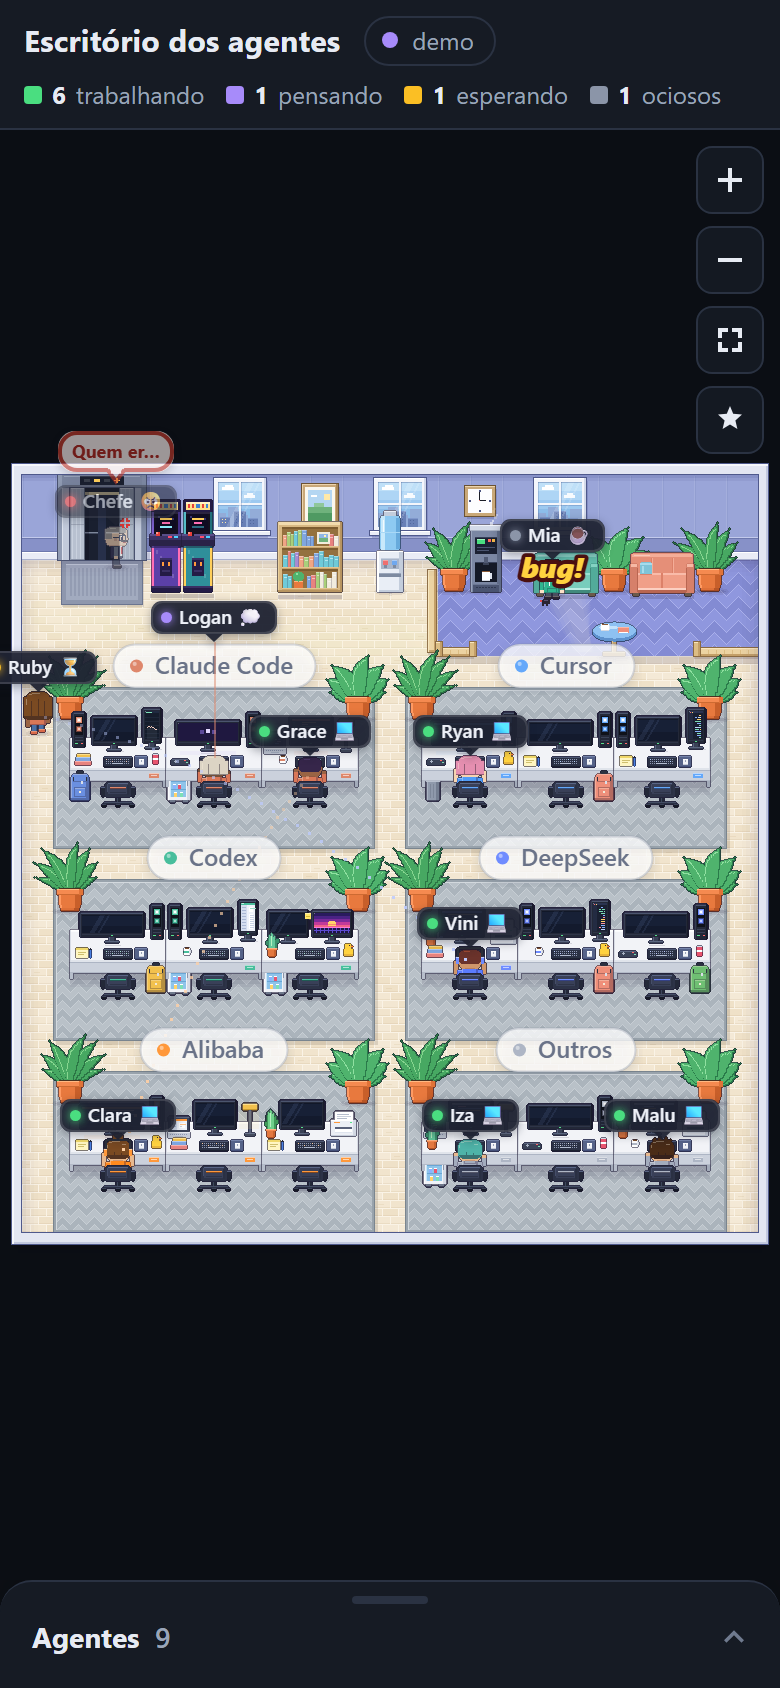 Escritório dos agentes
demo
6 trabalhando
1 pensando
1 esperando
1 ociosos
Quem er...
Chefe
Mia
bug!
Logan
Ruby
Claude Code
Cursor
Grace
Ryan
Codex
DeepSeek
Vini
Alibaba
Outros
Clara
Iza
Malu
Agentes 9